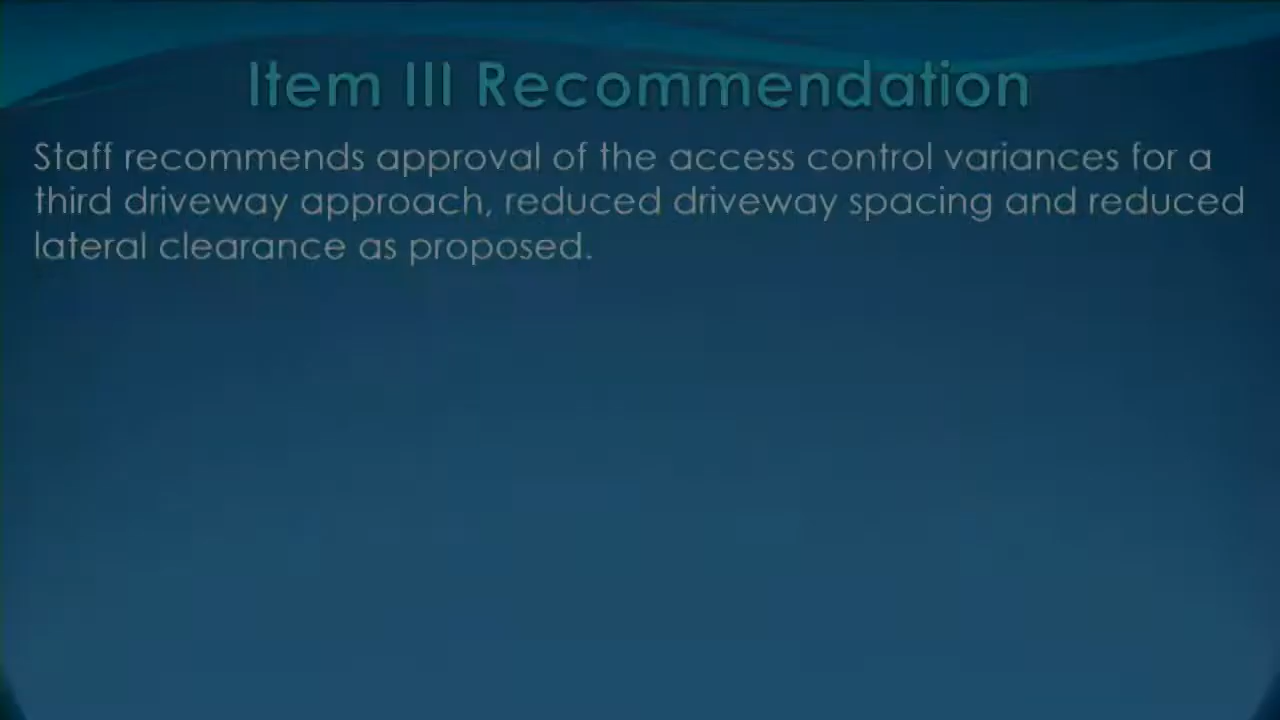 Item III Recommendation
Staff recommends approval of the access control variances for a
third driveway approach, reduced driveway spacing and reduced
lateral clearance as proposed.